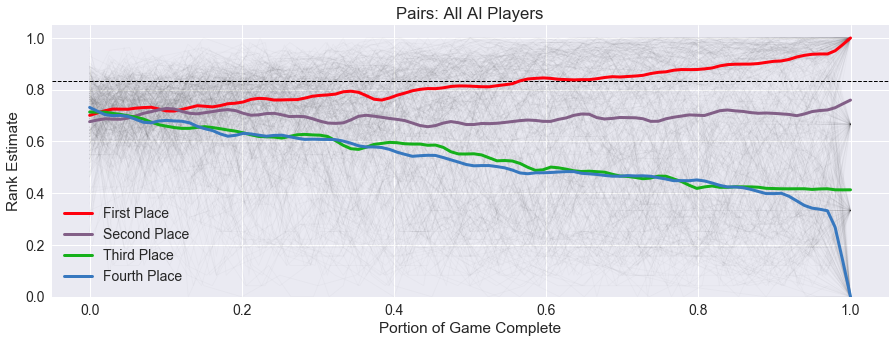 Pairs: All AI Players
1.0
0.8
0.6
0.4
0.2
0.0
Rank Estimate
First Place
Second Place
Third Place
Fourth Place
0.0 0.2 0.4 0.6 0.8 1.0
Portion of Game Complete